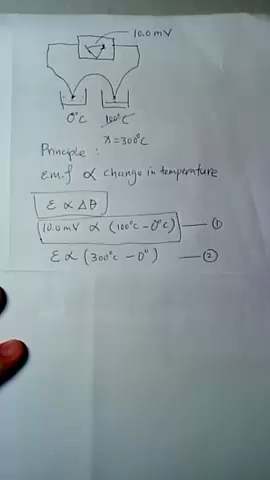 10.0 mV
0°C 100°C
x = 300°C
Principle :
e.m.f ∝ change in temperature
ε ∝ Δθ
10.0 mV ∝ (100°C − 0°C) — ①
ε ∝ (300°C − 0°) — ②